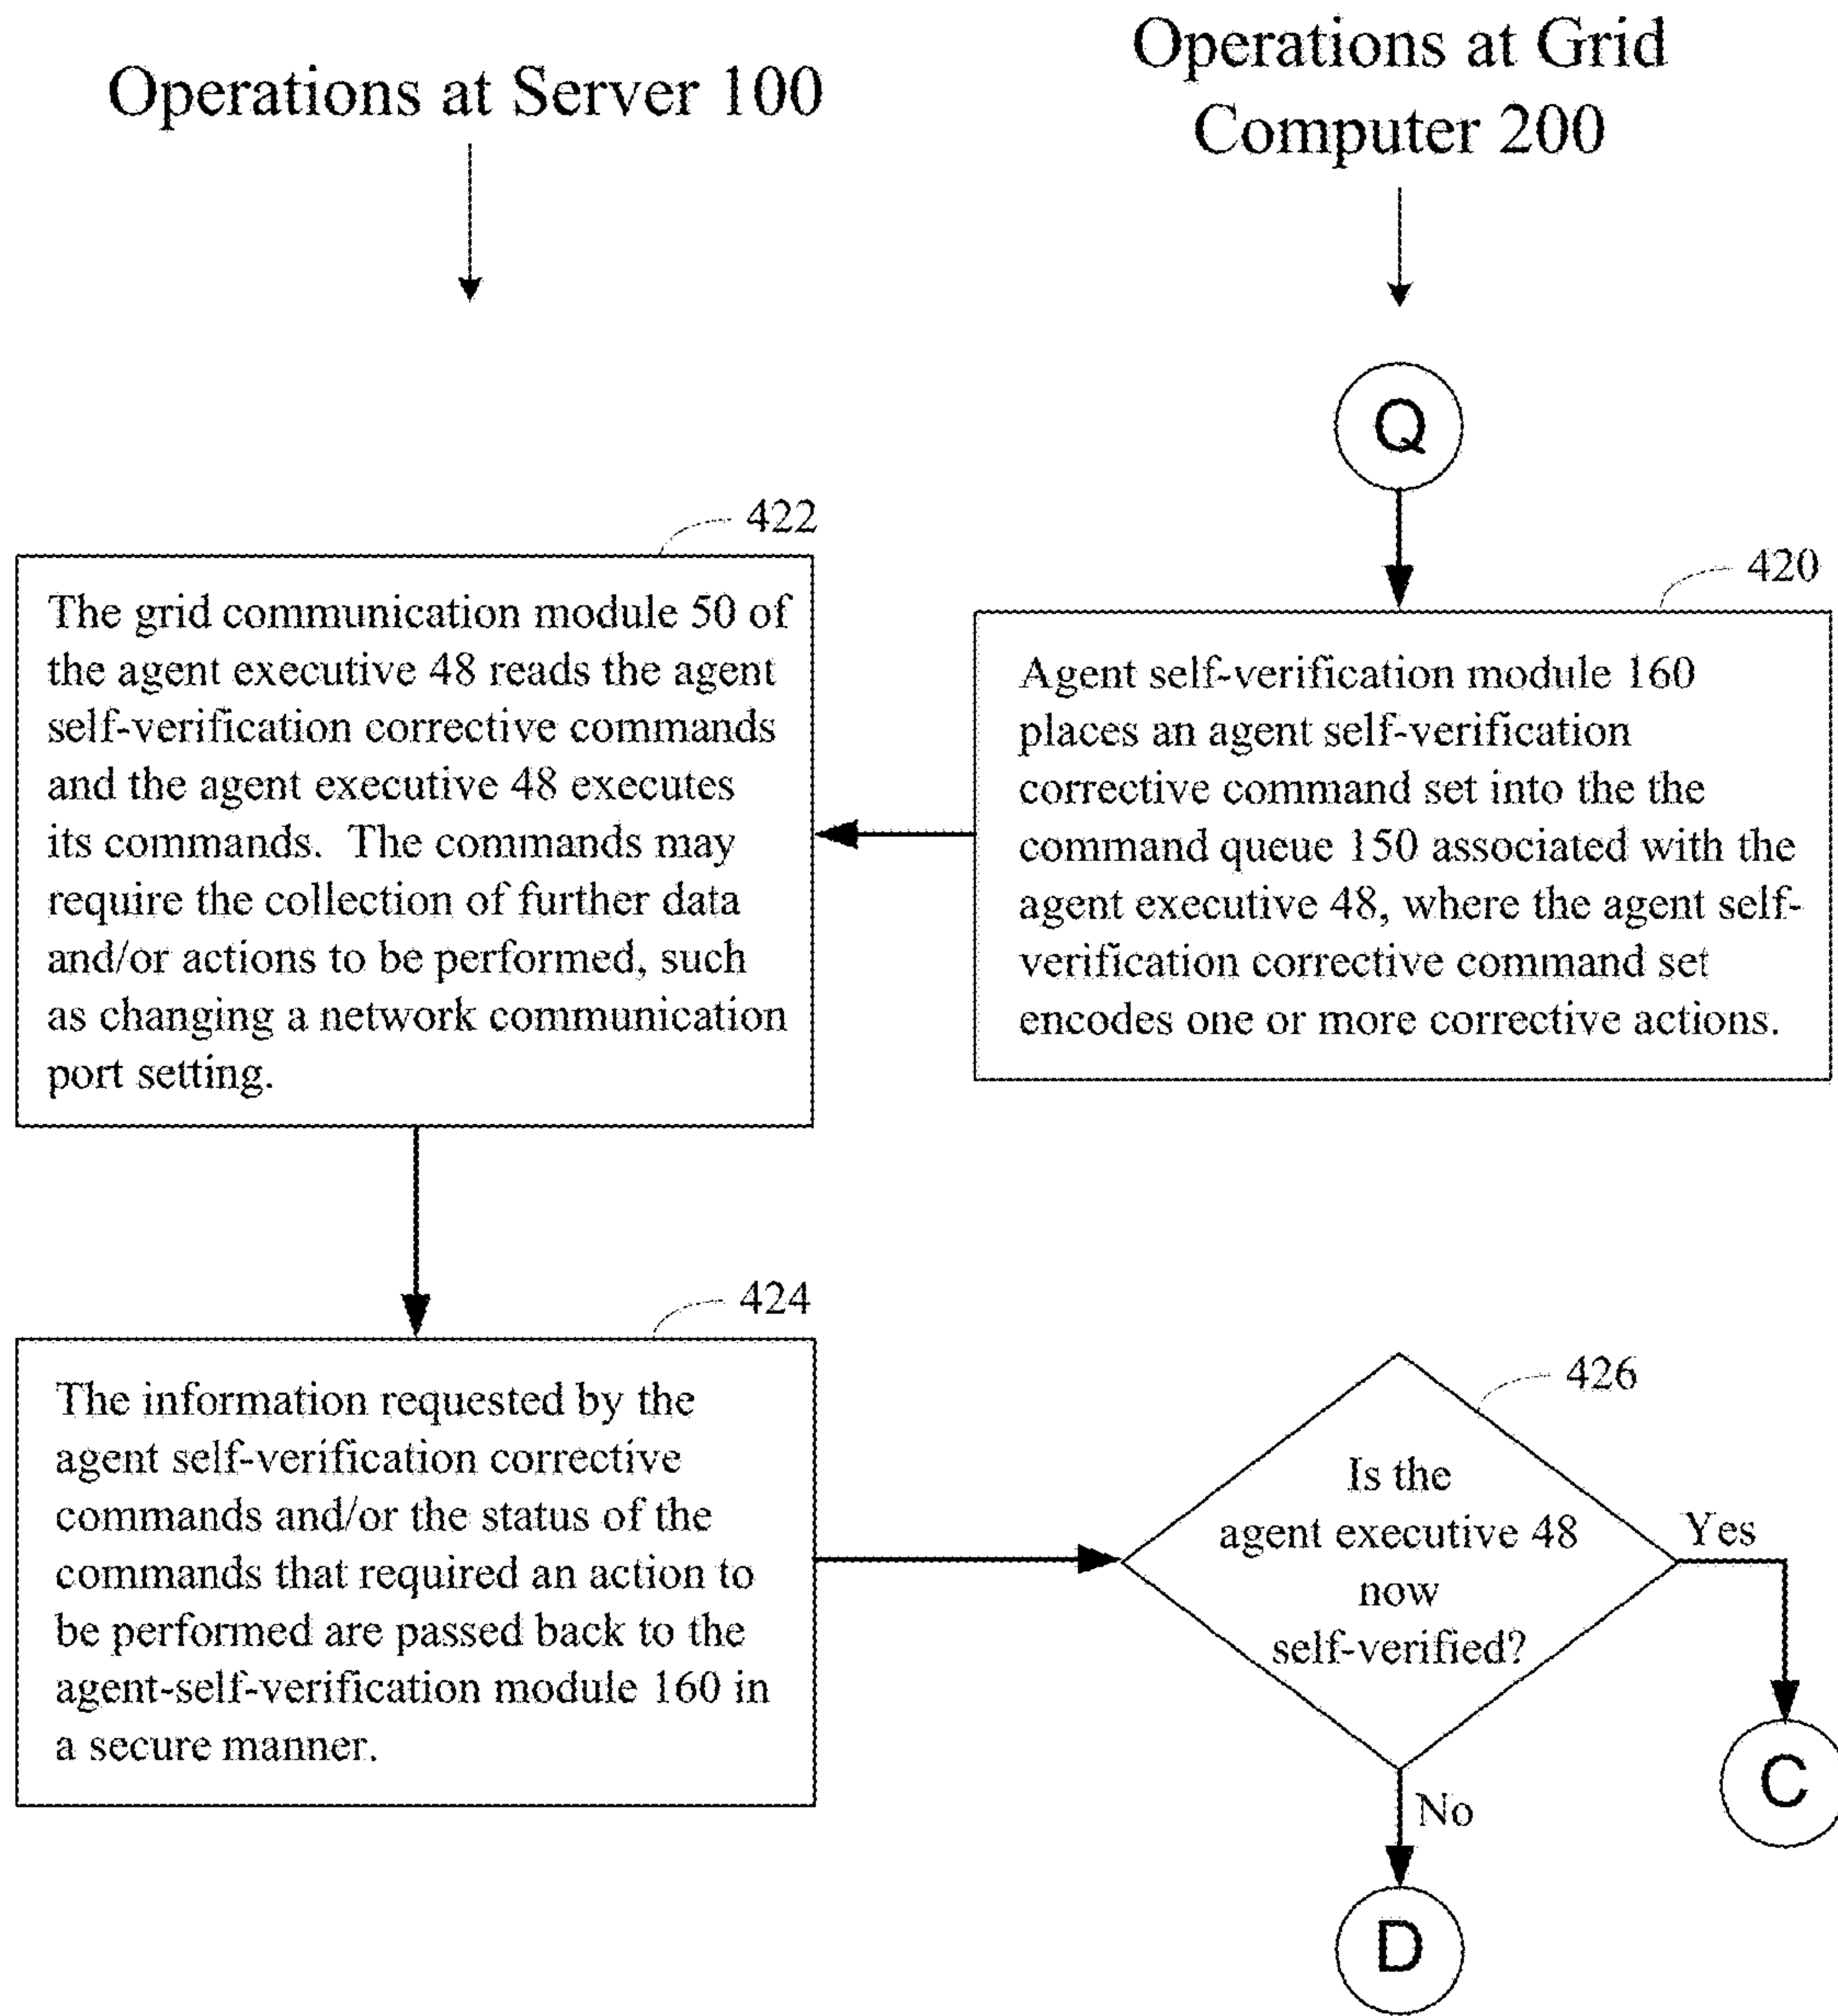 Operations at Server 100
Operations at Grid
Computer 200
Q
422
The grid communication module 50 of
the agent executive 48 reads the agent
self-verification corrective commands
and the agent executive 48 executes
its commands. The commands may
require the collection of further data
and/or actions to be performed, such
as changing a network communication
port setting.
420
Agent self-verification module 160
places an agent self-verification
corrective command set into the the
command queue 150 associated with the
agent executive 48, where the agent self-
verification corrective command set
encodes one or more corrective actions.
424
The information requested by the
agent self-verification corrective
commands and/or the status of the
commands that required an action to
be performed are passed back to the
agent-self-verification module 160 in
a secure manner.
426
Is the
agent executive 48
now
self-verified?
Yes
C
No
D